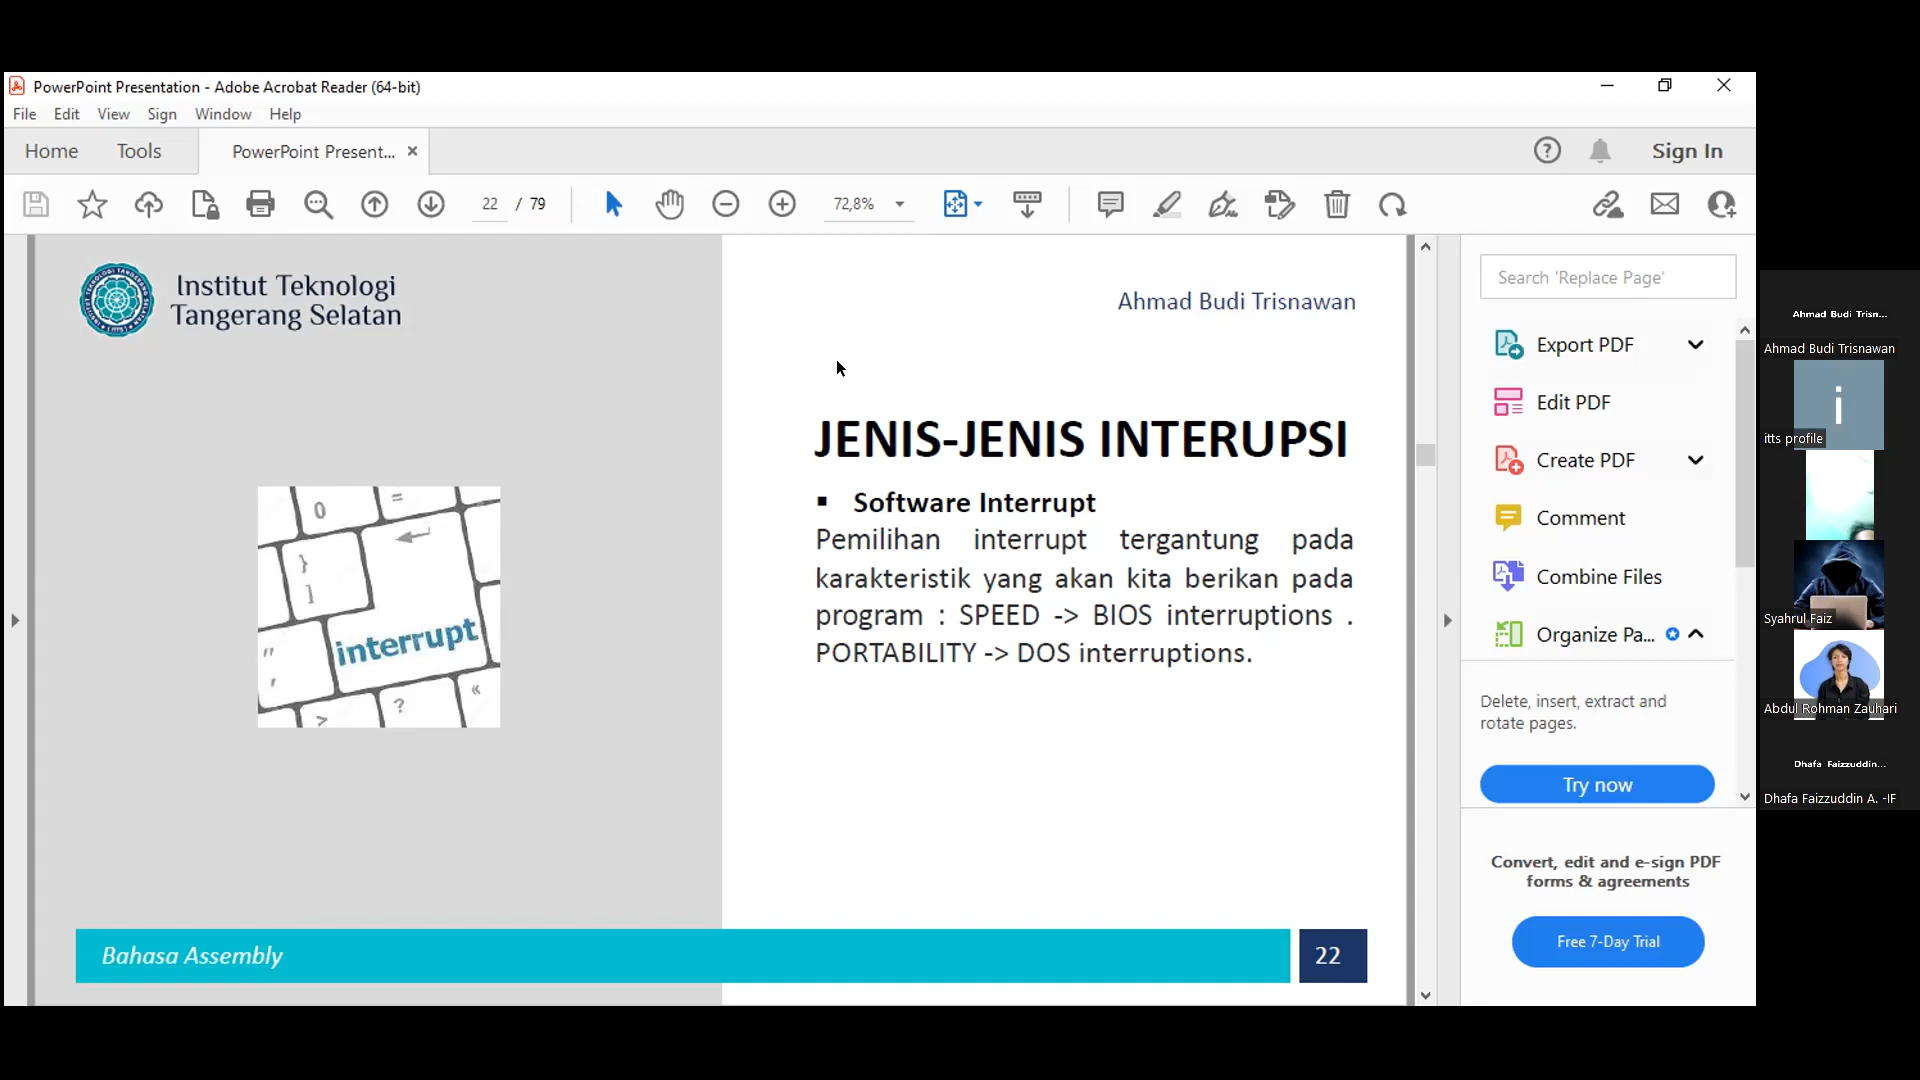 PowerPoint Presentation - Adobe Acrobat Reader (64-bit)
File Edit View Sign Window Help
Home Tools PowerPoint Present... Sign In
22 / 79 72,8%
Institut Teknologi
Tangerang Selatan
Ahmad Budi Trisnawan
JENIS-JENIS INTERUPSI
Software Interrupt
Pemilihan interrupt tergantung pada
karakteristik yang akan kita berikan pada
program : SPEED -> BIOS interruptions .
PORTABILITY -> DOS interruptions.
0 =
}
]
interrupt
"
,
> ? «
Bahasa Assembly
22
Search 'Replace Page'
Export PDF
Edit PDF
Create PDF
Comment
Combine Files
Organize Pa...
Delete, insert, extract and
rotate pages.
Try now
Convert, edit and e-sign PDF
forms & agreements
Free 7-Day Trial
Ahmad Budi Trisn...
Ahmad Budi Trisnawan
i
itts profile
Syahrul Faiz
Abdul Rohman Zauhari
Dhafa Faizzuddin...
Dhafa Faizzuddin A. -IF